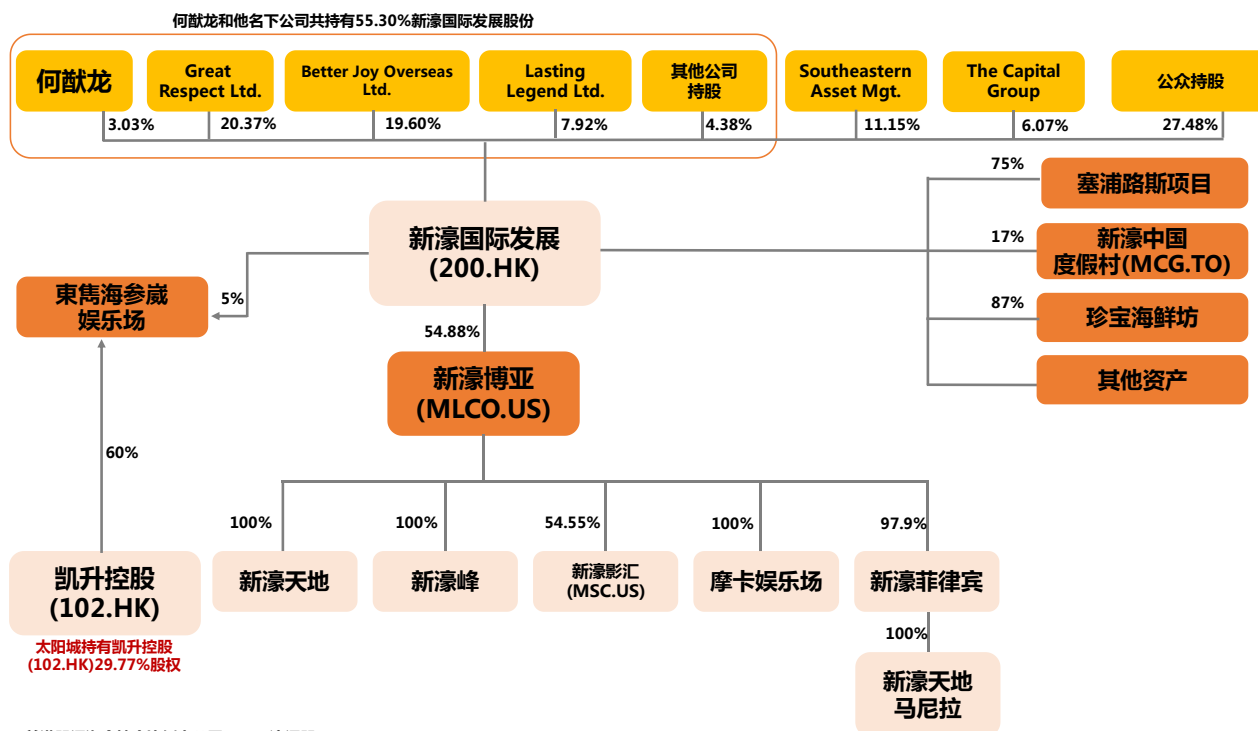 何猷龙和他名下公司共持有55.30%新濠国际发展股份
何猷龙
Great
Respect Ltd.
Better Joy Overseas
Ltd.
Lasting
Legend Ltd.
其他公司
持股
Southeastern
Asset Mgt.
The Capital
Group
公众持股
3.03%
20.37%
19.60%
7.92%
4.38%
11.15%
6.07%
27.48%
75%
塞浦路斯项目
新濠国际发展
(200.HK)
17%
新濠中国
度假村(MCG.TO)
東雋海参崴
娱乐场
5%
87%
珍宝海鲜坊
54.88%
其他资产
新濠博亚
(MLCO.US)
60%
100%
100%
54.55%
100%
97.9%
凯升控股
(102.HK)
新濠天地
新濠峰
新濠影汇
(MSC.US)
摩卡娱乐场
新濠菲律宾
太阳城持有凯升控股
(102.HK)29.77%股权
100%
新濠天地
马尼拉